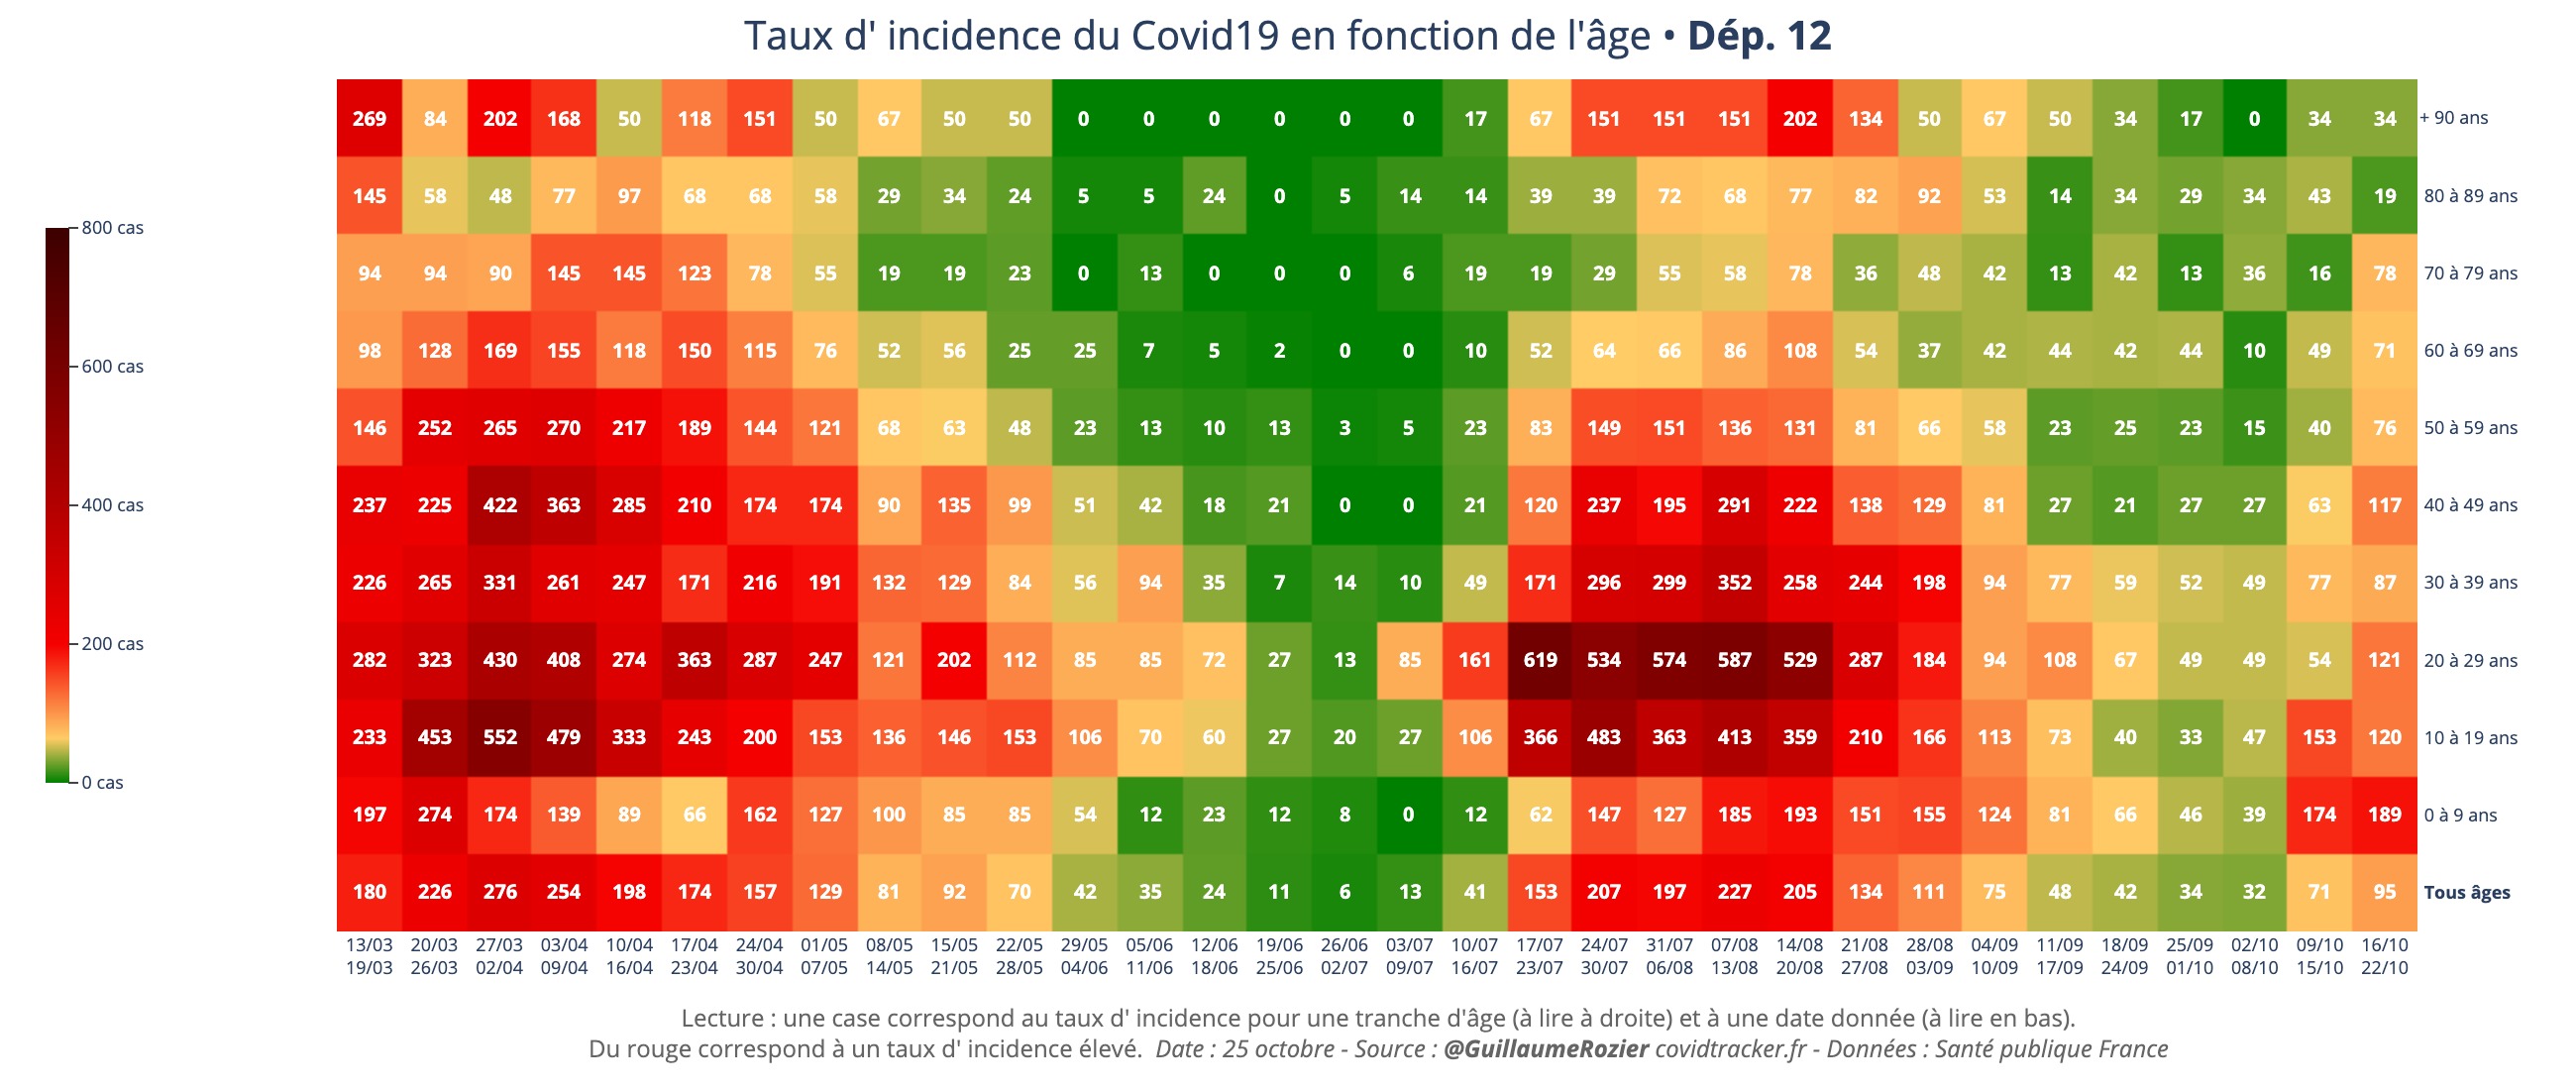 Taux d' incidence du Covid19 en fonction de l'âge • Dép. 12
269 84 202 168 50 118 151 50 67 50 50 0 0 0 0 0 0 17 67 151 151 151 202 134 50 67 50 34 17 0 34 34 + 90 ans
145 58 48 77 97 68 68 58 29 34 24 5 5 24 0 5 14 14 39 39 72 68 77 82 92 53 14 34 29 34 43 19 80 à 89 ans
94 94 90 145 145 123 78 55 19 19 23 0 13 0 0 0 6 19 19 29 55 58 78 36 48 42 13 42 13 36 16 78 70 à 79 ans
98 128 169 155 118 150 115 76 52 56 25 25 7 5 2 0 0 10 52 64 66 86 108 54 37 42 44 42 44 10 49 71 60 à 69 ans
146 252 265 270 217 189 144 121 68 63 48 23 13 10 13 3 5 23 83 149 151 136 131 81 66 58 23 25 23 15 40 76 50 à 59 ans
237 225 422 363 285 210 174 174 90 135 99 51 42 18 21 0 0 21 120 237 195 291 222 138 129 81 27 21 27 27 63 117 40 à 49 ans
226 265 331 261 247 171 216 191 132 129 84 56 94 35 7 14 10 49 171 296 299 352 258 244 198 94 77 59 52 49 77 87 30 à 39 ans
282 323 430 408 274 363 287 247 121 202 112 85 85 72 27 13 85 161 619 534 574 587 529 287 184 94 108 67 49 49 54 121 20 à 29 ans
233 453 552 479 333 243 200 153 136 146 153 106 70 60 27 20 27 106 366 483 363 413 359 210 166 113 73 40 33 47 153 120 10 à 19 ans
197 274 174 139 89 66 162 127 100 85 85 54 12 23 12 8 0 12 62 147 127 185 193 151 155 124 81 66 46 39 174 189 0 à 9 ans
180 226 276 254 198 174 157 129 81 92 70 42 35 24 11 6 13 41 153 207 197 227 205 134 111 75 48 42 34 32 71 95 Tous âges
13/03 20/03 27/03 03/04 10/04 17/04 24/04 01/05 08/05 15/05 22/05 29/05 05/06 12/06 19/06 26/06 03/07 10/07 17/07 24/07 31/07 07/08 14/08 21/08 28/08 04/09 11/09 18/09 25/09 02/10 09/10 16/10
19/03 26/03 02/04 09/04 16/04 23/04 30/04 07/05 14/05 21/05 28/05 04/06 11/06 18/06 25/06 02/07 09/07 16/07 23/07 30/07 06/08 13/08 20/08 27/08 03/09 10/09 17/09 24/09 01/10 08/10 15/10 22/10
800 cas
600 cas
400 cas
200 cas
0 cas
Lecture : une case correspond au taux d' incidence pour une tranche d'âge (à lire à droite) et à une date donnée (à lire en bas).
Du rouge correspond à un taux d' incidence élevé. Date : 25 octobre - Source : @GuillaumeRozier covidtracker.fr - Données : Santé publique France